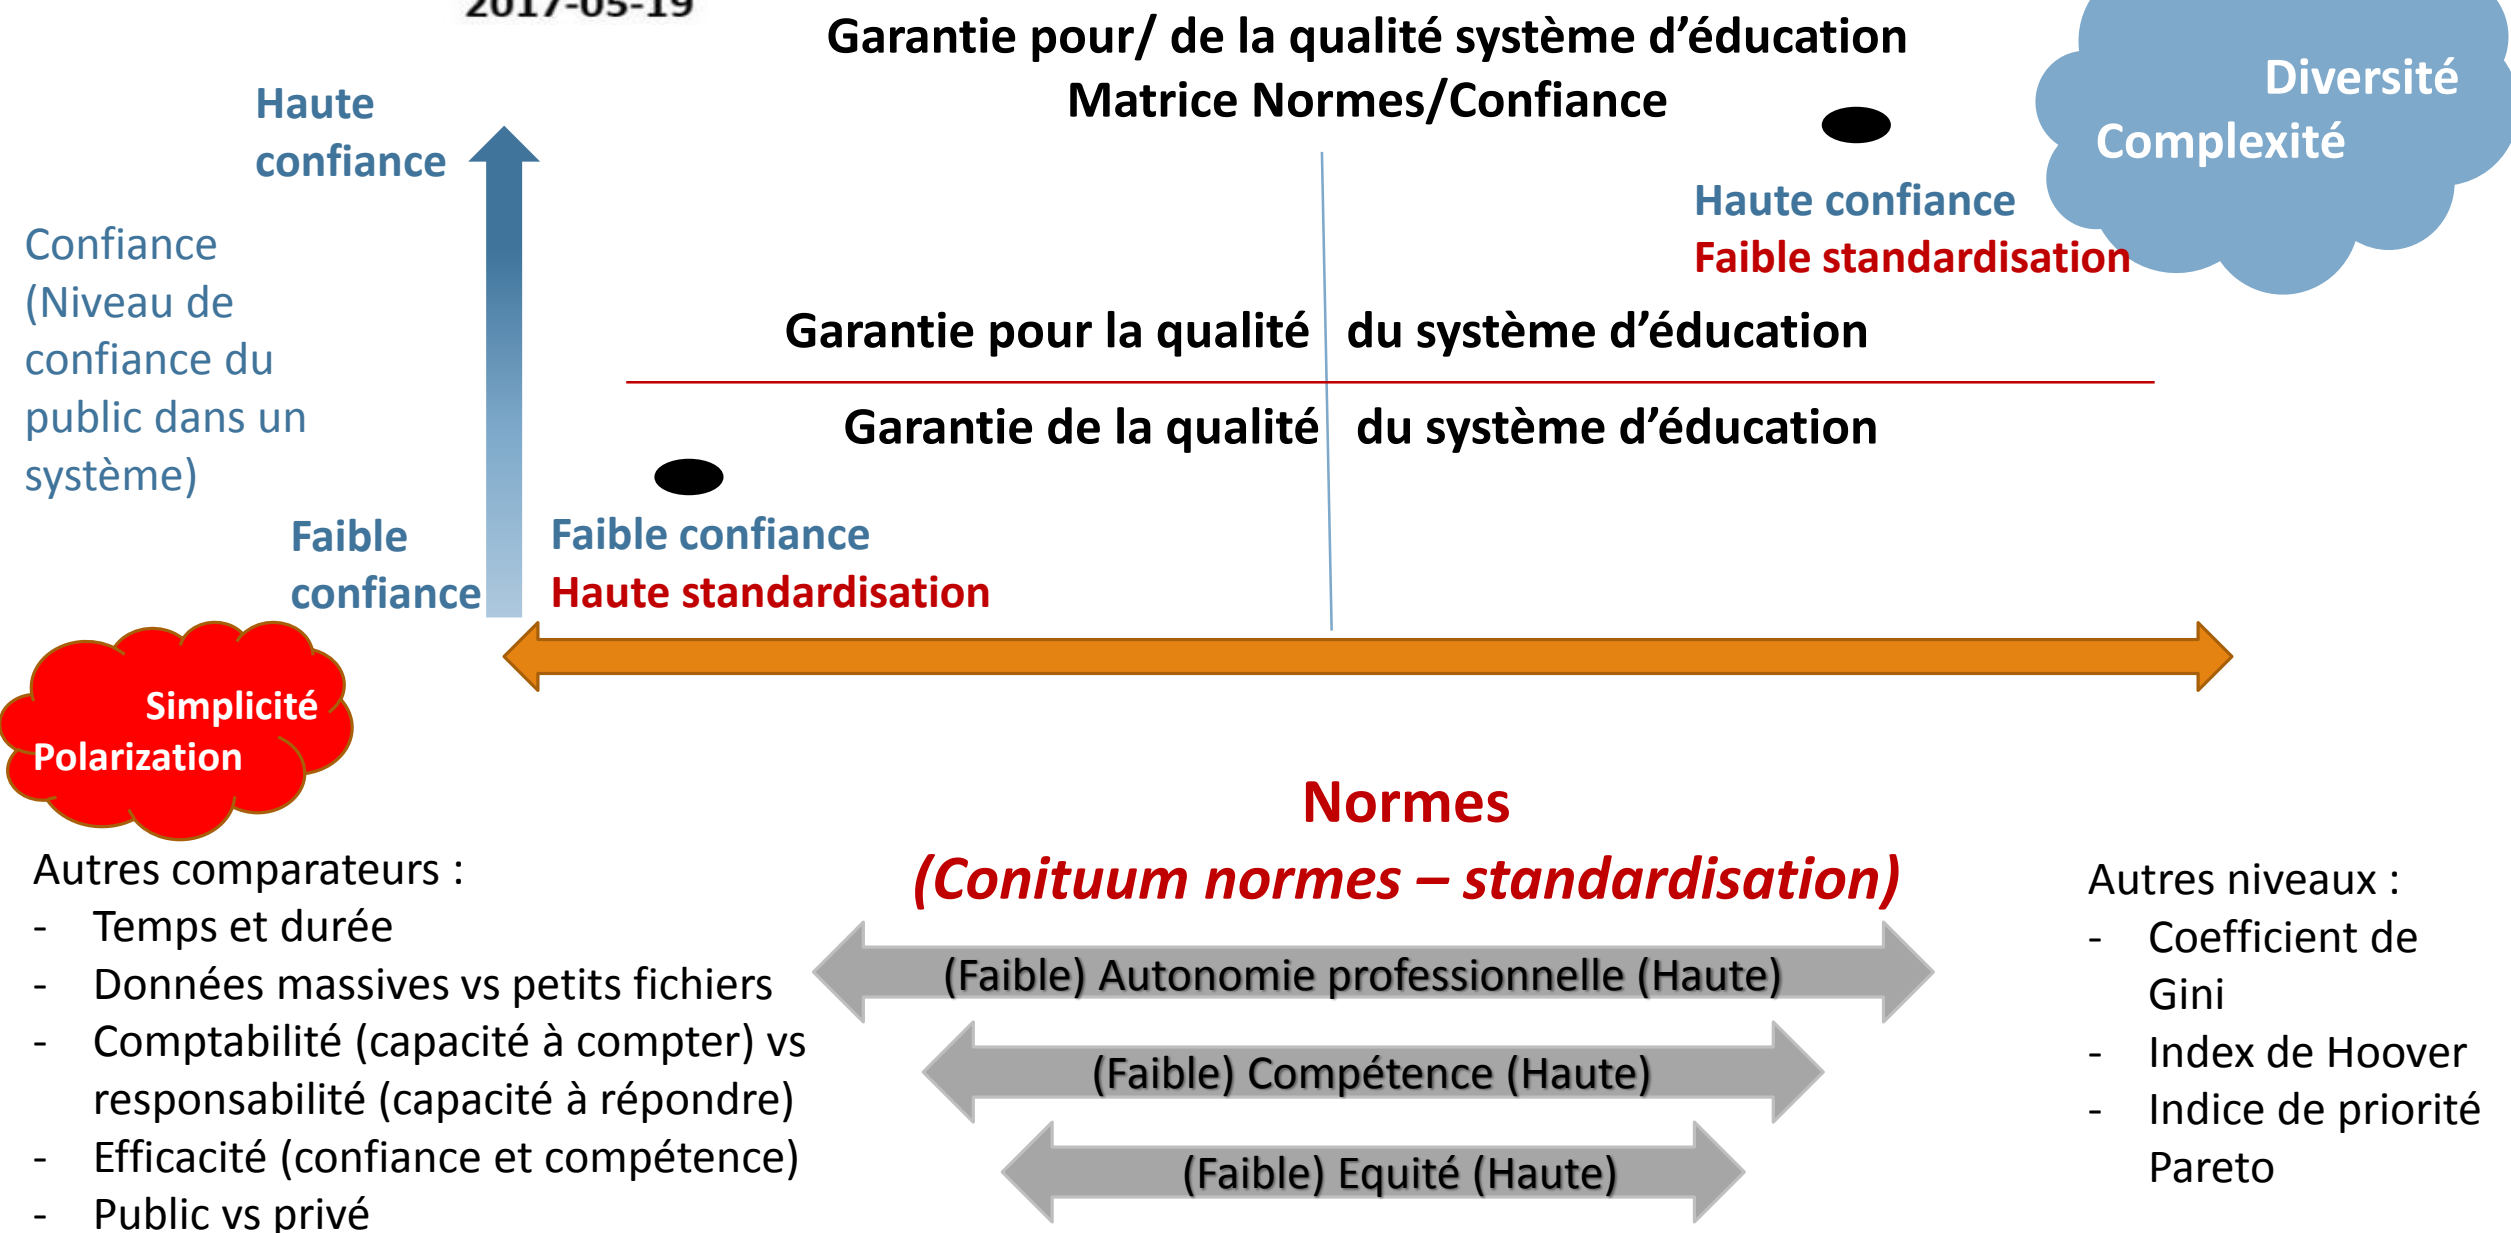 2017-05-19
Garantie pour/ de la qualité système d’éducation
Matrice Normes/Confiance
Diversité
Complexité
Haute
confiance
Haute confiance
Faible standardisation
Confiance
(Niveau de
confiance du
public dans un
système)
Garantie pour la qualité du système d’éducation
Garantie de la qualité du système d’éducation
Faible
confiance
Faible confiance
Haute standardisation
Simplicité
Polarization
Normes
(Conituum normes – standardisation)
Autres comparateurs :
- Temps et durée
- Données massives vs petits fichiers
- Comptabilité (capacité à compter) vs
responsabilité (capacité à répondre)
- Efficacité (confiance et compétence)
- Public vs privé
(Faible) Autonomie professionnelle (Haute)
(Faible) Compétence (Haute)
(Faible) Equité (Haute)
Autres niveaux :
- Coefficient de
Gini
- Index de Hoover
- Indice de priorité
Pareto